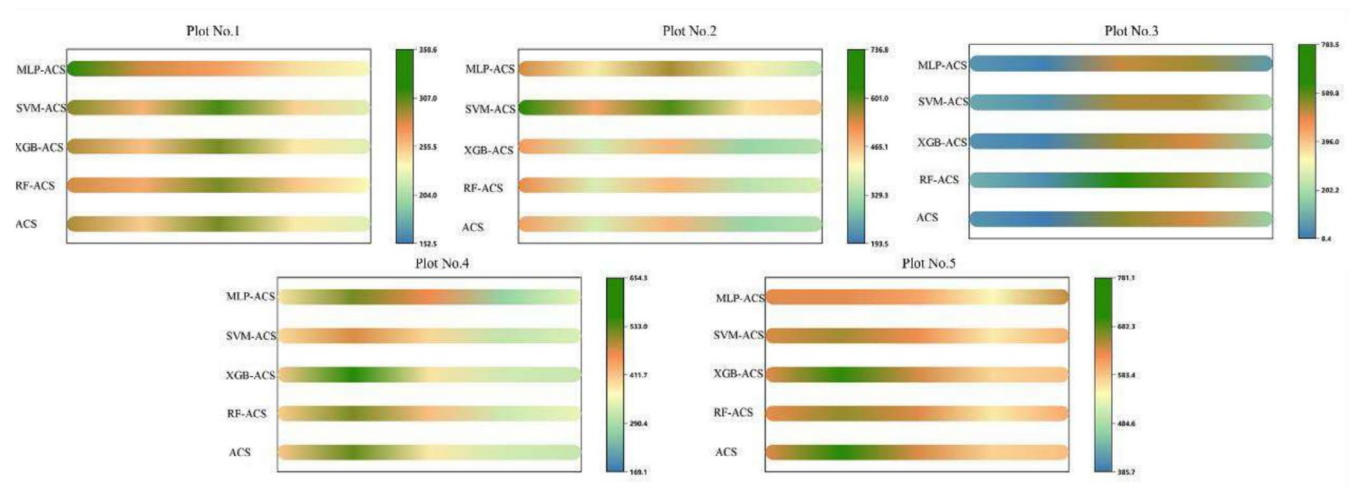 Plot No.1
MLP-ACS
SVM-ACS
XGB-ACS
RF-ACS
ACS
358.6
307.0
255.5
204.0
152.5
Plot No.2
MLP-ACS
SVM-ACS
XGB-ACS
RF-ACS
ACS
736.8
601.0
465.1
329.3
193.5
Plot No.3
MLP-ACS
SVM-ACS
XGB-ACS
RF-ACS
ACS
783.5
589.8
396.0
202.2
8.4
Plot No.4
MLP-ACS
SVM-ACS
XGB-ACS
RF-ACS
ACS
654.3
533.0
411.7
290.4
169.1
Plot No.5
MLP-ACS
SVM-ACS
XGB-ACS
RF-ACS
ACS
781.1
682.3
583.4
484.6
385.7